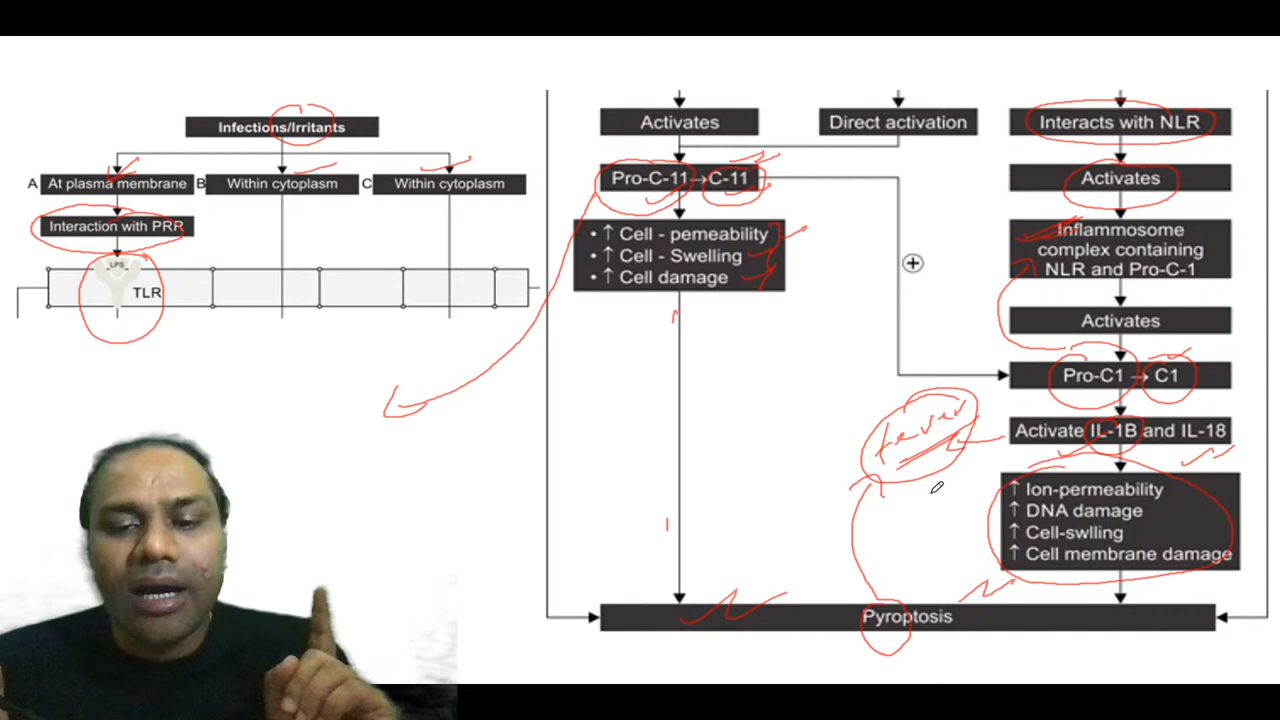 Infections/Irritants
A At plasma membrane
B Within cytoplasm
C Within cytoplasm
Interaction with PRR
LPS
TLR
Activates
Direct activation
Pro-C-11→C-11
• ↑ Cell - pemeability
• ↑ Cell - Swelling
• ↑ Cell damage
+
Interacts with NLR
Activates
Inflammosome
complex containing
NLR and Pro-C-1
Activates
Pro-C1 → C1
Activate IL-1B and IL-18
↑ Ion-permeability
↑ DNA damage
↑ Cell-swlling
↑ Cell membrane damage
fever
Pyroptosis